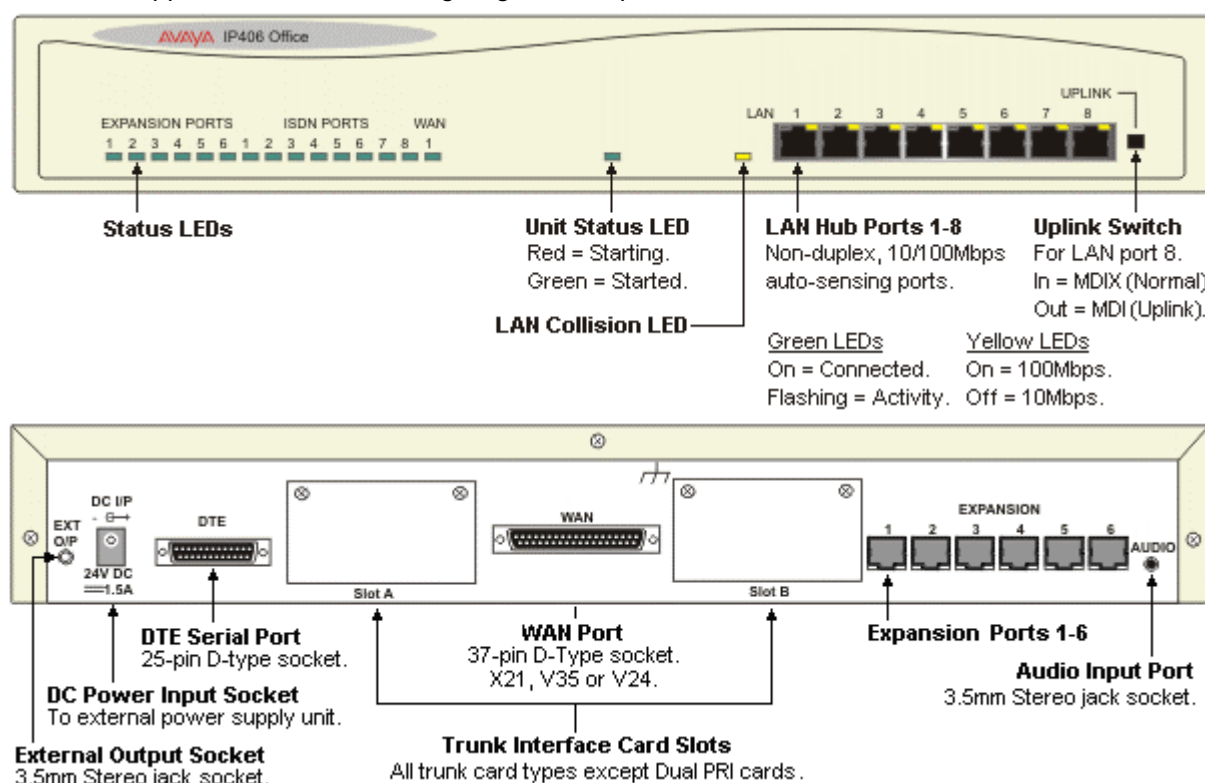 AVAYA IP406 Office
EXPANSION PORTS ISDN PORTS WAN
1 2 3 4 5 6 1 2 3 4 5 6 7 8 1
LAN 1 2 3 4 5 6 7 8
UPLINK
Status LEDs
Unit Status LED
Red = Starting.
Green = Started.
LAN Collision LED
LAN Hub Ports 1-8
Non-duplex, 10/100Mbps
auto-sensing ports.
Green LEDs
On = Connected.
Flashing = Activity.
Yellow LEDs
On = 100Mbps.
Off = 10Mbps.
Uplink Switch
For LAN port 8.
In = MDIX (Normal)
Out = MDI (Uplink).
EXT
O/P
DC I/P
- +
24V DC
1.5A
DTE
Slot A
WAN
Slot B
EXPANSION
1 2 3 4 5 6
AUDIO
DTE Serial Port
25-pin D-type socket.
DC Power Input Socket
To external power supply unit.
External Output Socket
3.5mm Stereo jack socket.
WAN Port
37-pin D-Type socket.
X21, V35 or V24.
Trunk Interface Card Slots
All trunk card types except Dual PRI cards.
Expansion Ports 1-6
Audio Input Port
3.5mm Stereo jack socket.